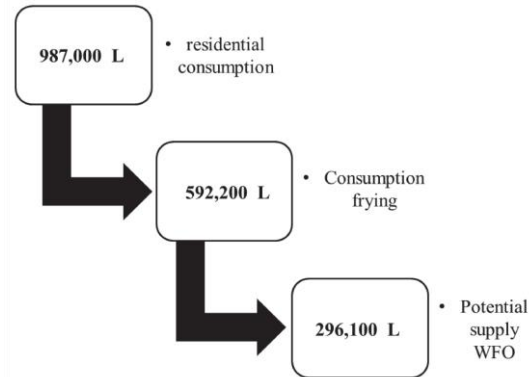 987,000 L
• residential
consumption
592,200 L
• Consumption
frying
296,100 L
• Potential
supply
WFO